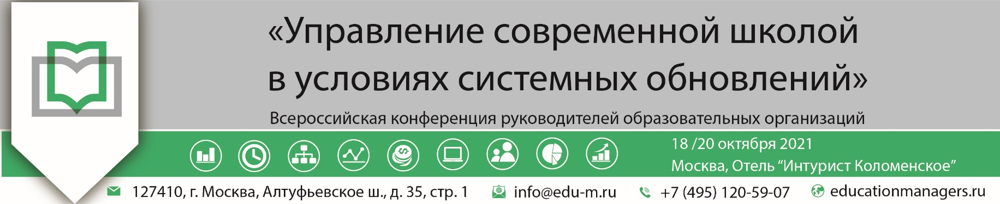 «Управление современной школой
в условиях системных обновлений»
Всероссийская конференция руководителей образовательных организаций
18 /20 октября 2021
Москва, Отель “Интурист Коломенское”
127410, г. Москва, Алтуфьевское ш., д. 35, стр. 1 info@edu-m.ru +7 (495) 120-59-07 educationmanagers.ru